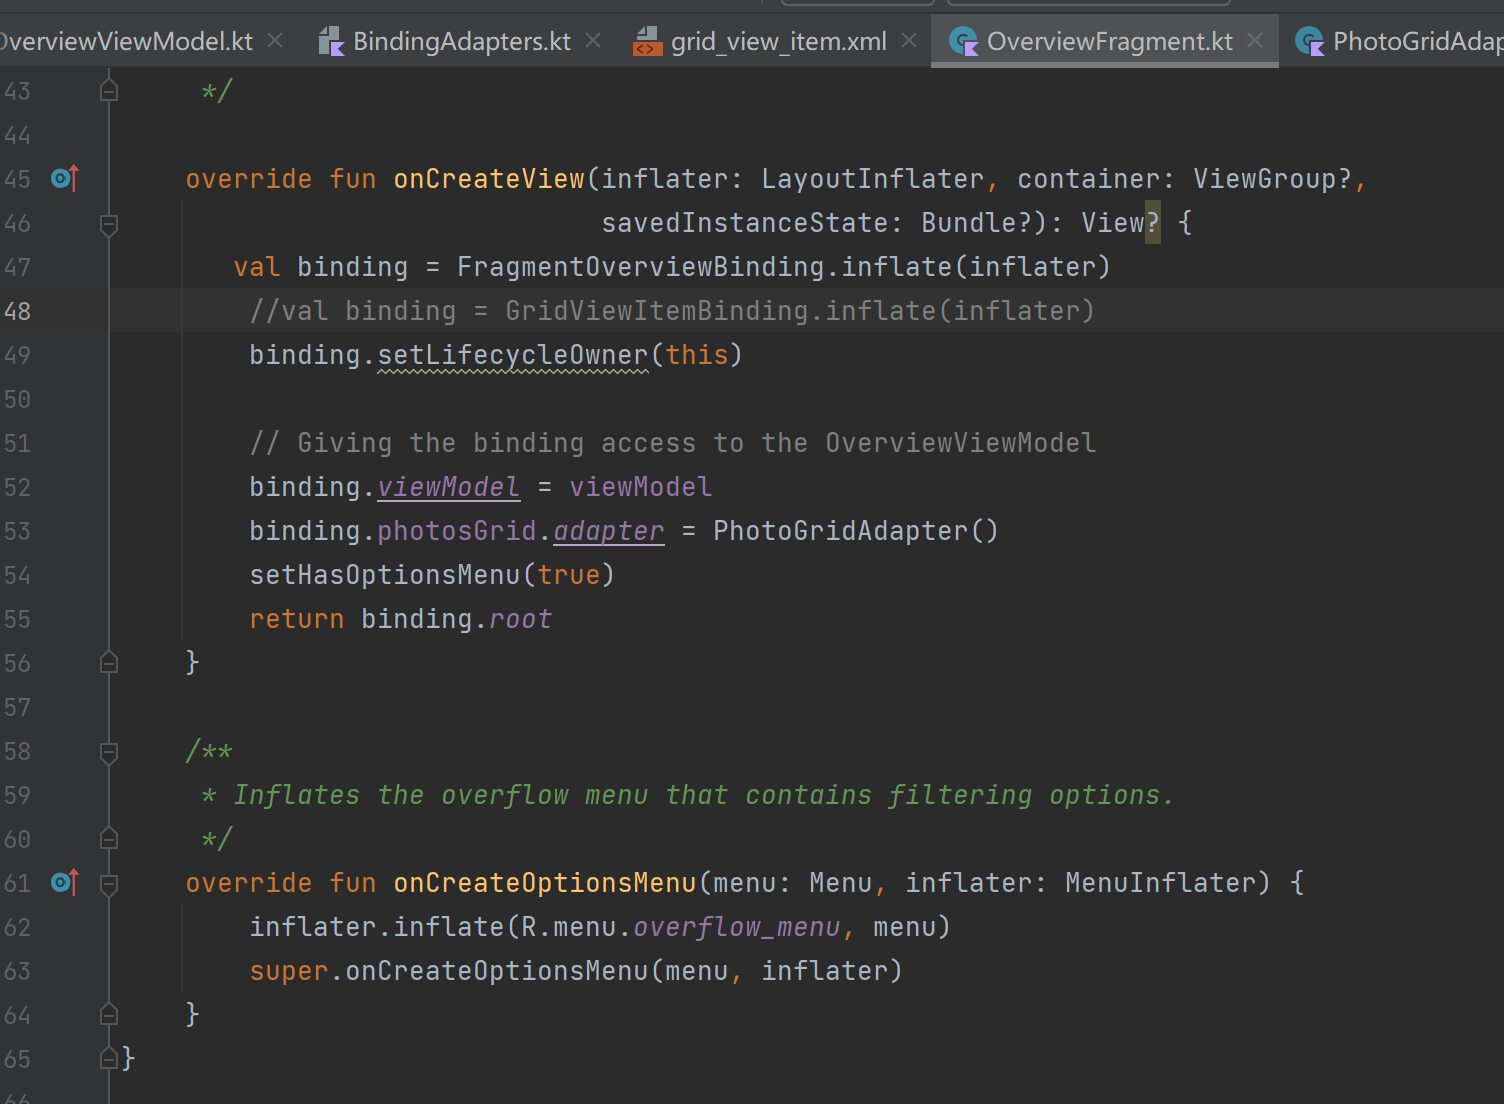 OverviewViewModel.kt BindingAdapters.kt grid_view_item.xml OverviewFragment.kt PhotoGridAdap
43 */
44
45 override fun onCreateView(inflater: LayoutInflater, container: ViewGroup?,
46 savedInstanceState: Bundle?): View? {
47 val binding = FragmentOverviewBinding.inflate(inflater)
48 //val binding = GridViewItemBinding.inflate(inflater)
49 binding.setLifecycleOwner(this)
50
51 // Giving the binding access to the OverviewViewModel
52 binding.viewModel = viewModel
53 binding.photosGrid.adapter = PhotoGridAdapter()
54 setHasOptionsMenu(true)
55 return binding.root
56 }
57
58 /**
59 * Inflates the overflow menu that contains filtering options.
60 */
61 override fun onCreateOptionsMenu(menu: Menu, inflater: MenuInflater) {
62 inflater.inflate(R.menu.overflow_menu, menu)
63 super.onCreateOptionsMenu(menu, inflater)
64 }
65 }
66